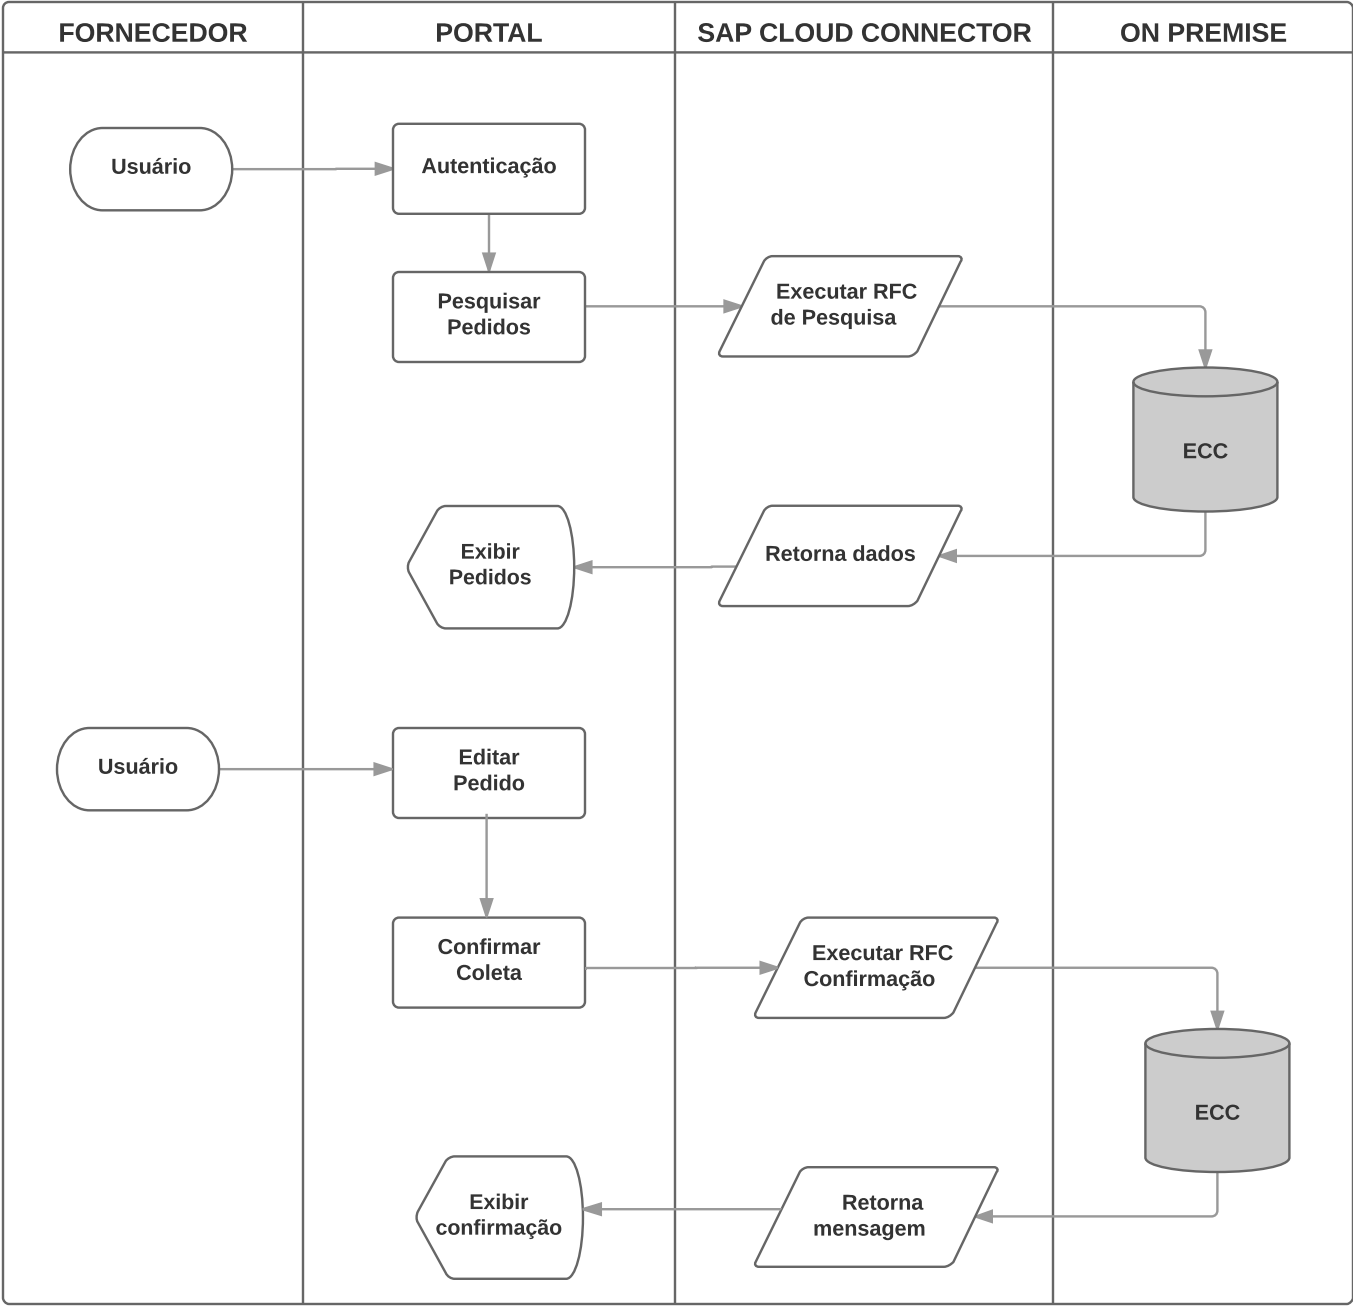 FORNECEDOR
PORTAL
SAP CLOUD CONNECTOR
ON PREMISE
Usuário
Autenticação
Pesquisar
Pedidos
Executar RFC
de Pesquisa
ECC
Retorna dados
Exibir
Pedidos
Usuário
Editar
Pedido
Confirmar
Coleta
Executar RFC
Confirmação
ECC
Retorna
mensagem
Exibir
confirmação